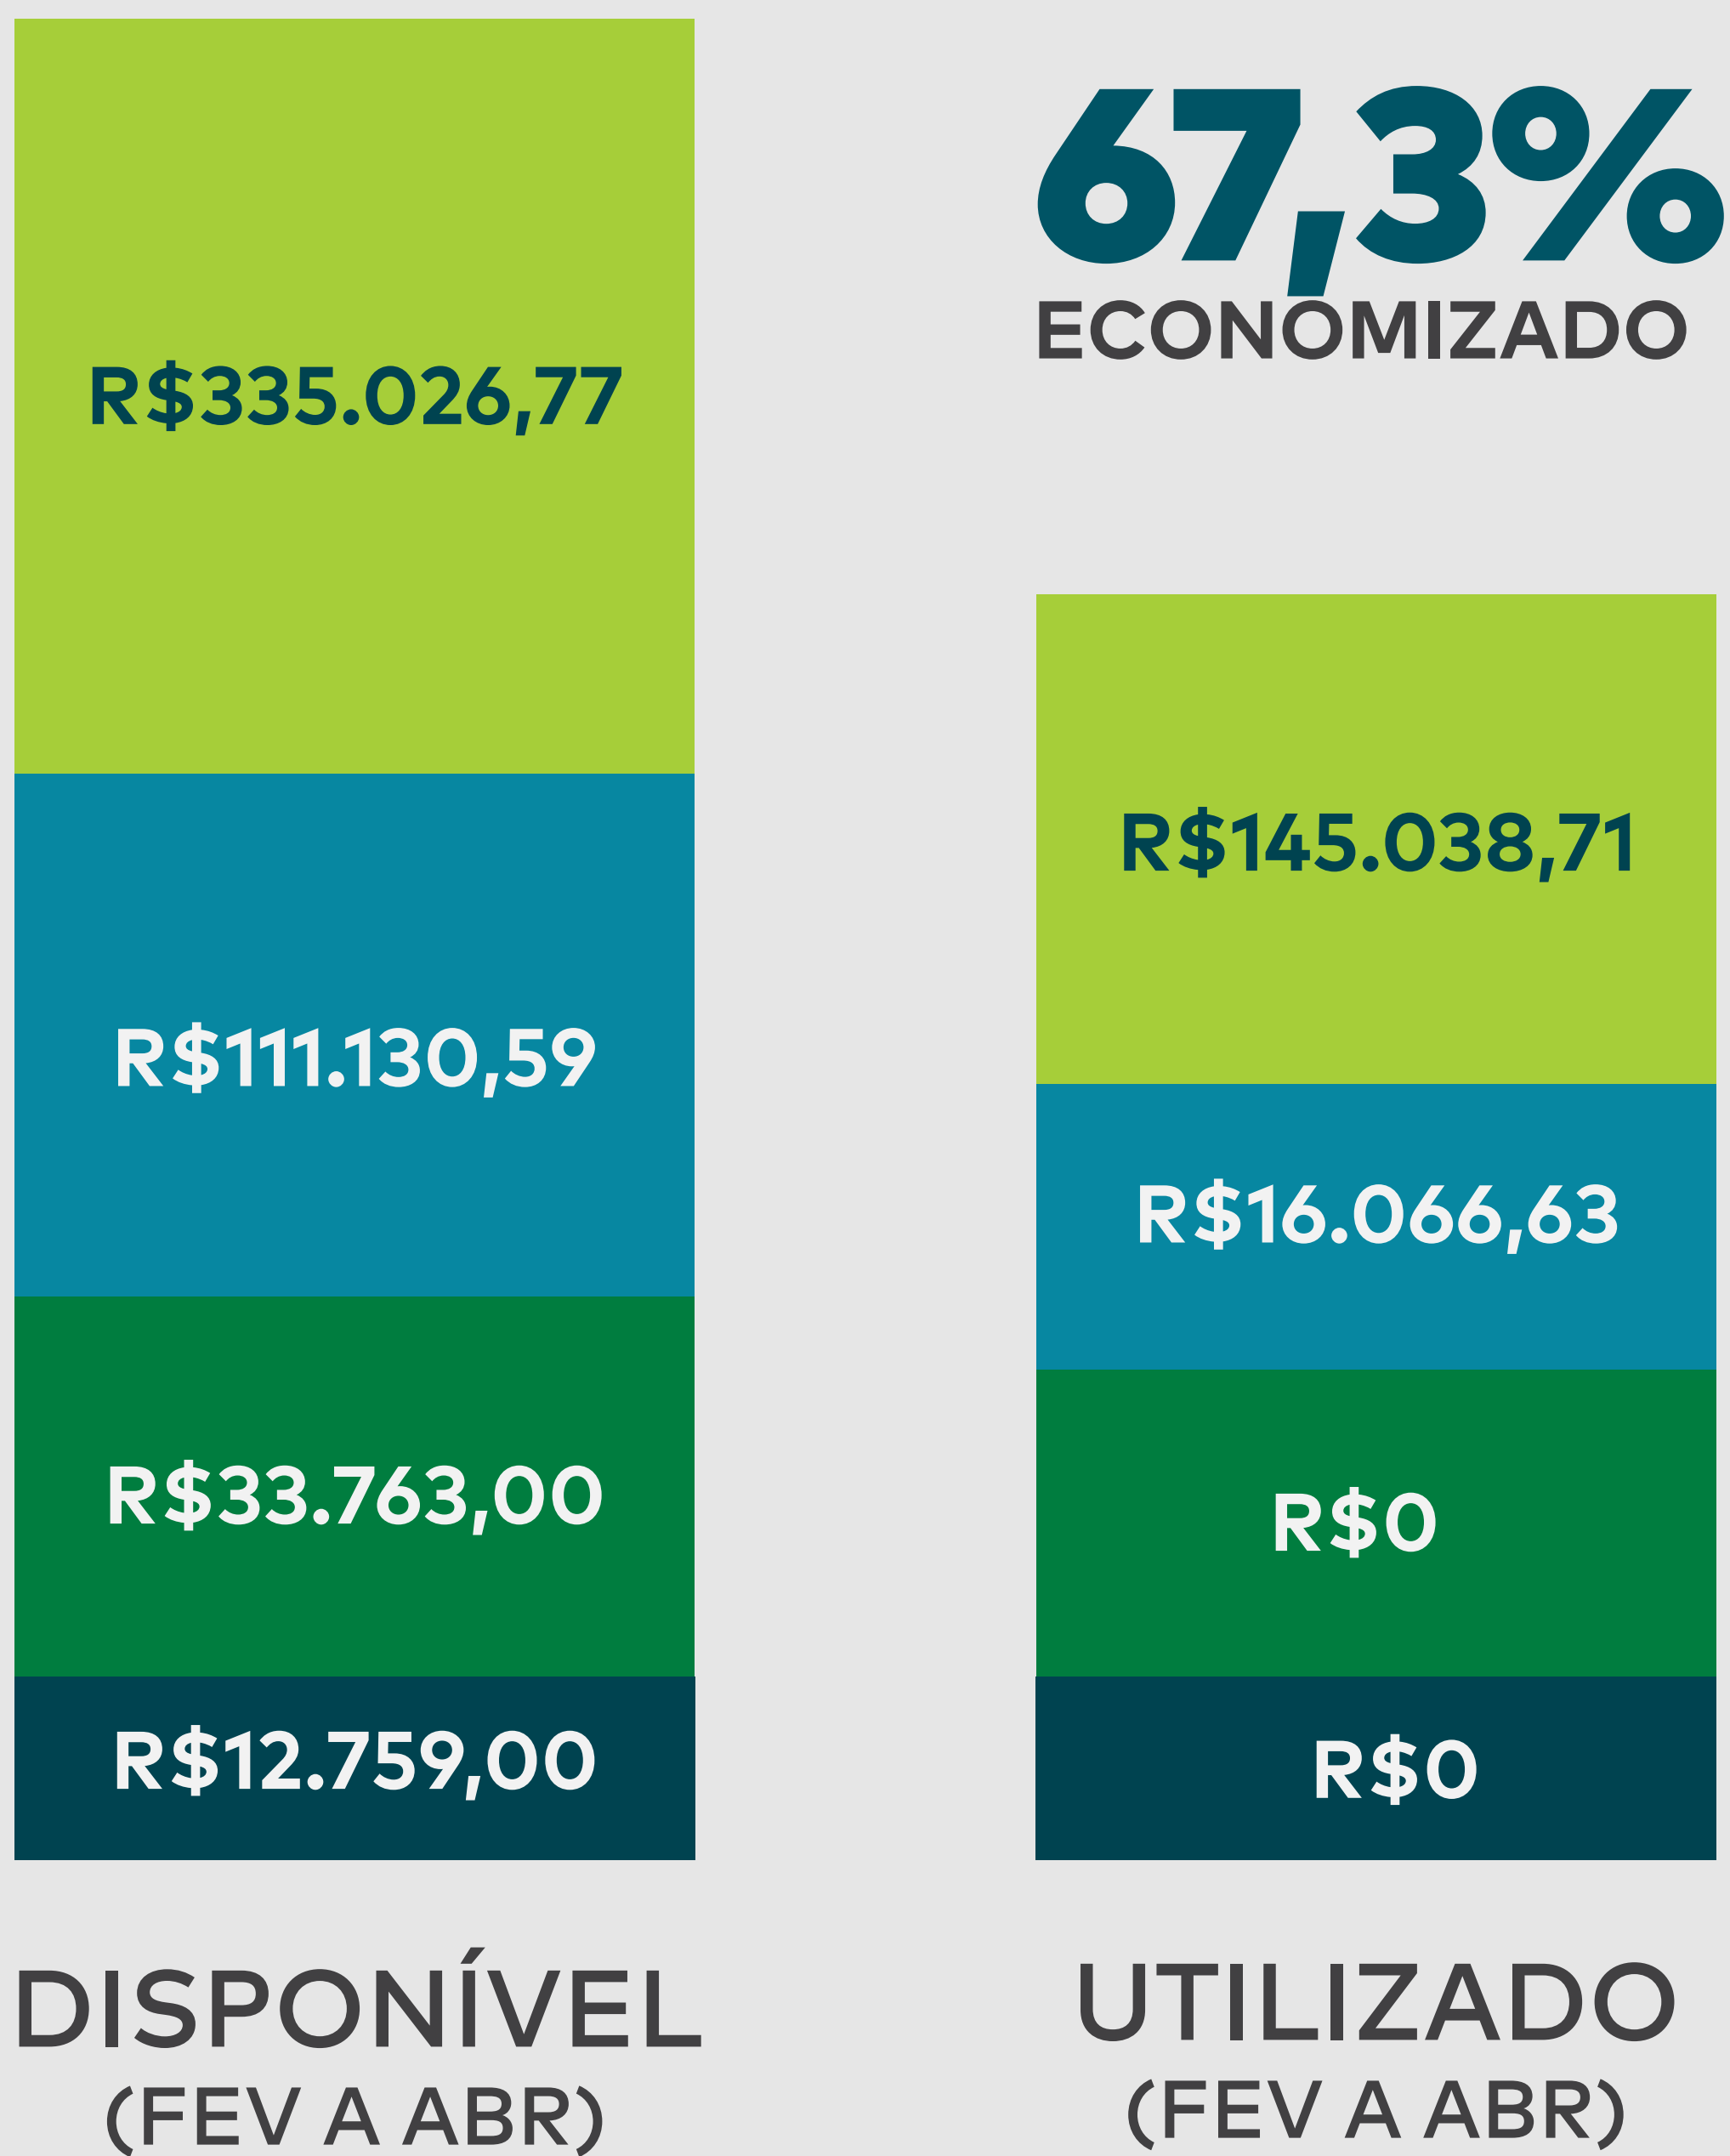 R$335.026,77
R$111.130,59
R$33.763,00
R$12.759,00
DISPONÍVEL
(FEV A ABR)
67,3%
ECONOMIZADO
R$145.038,71
R$16.066,63
R$0
R$0
UTILIZADO
(FEV A ABR)